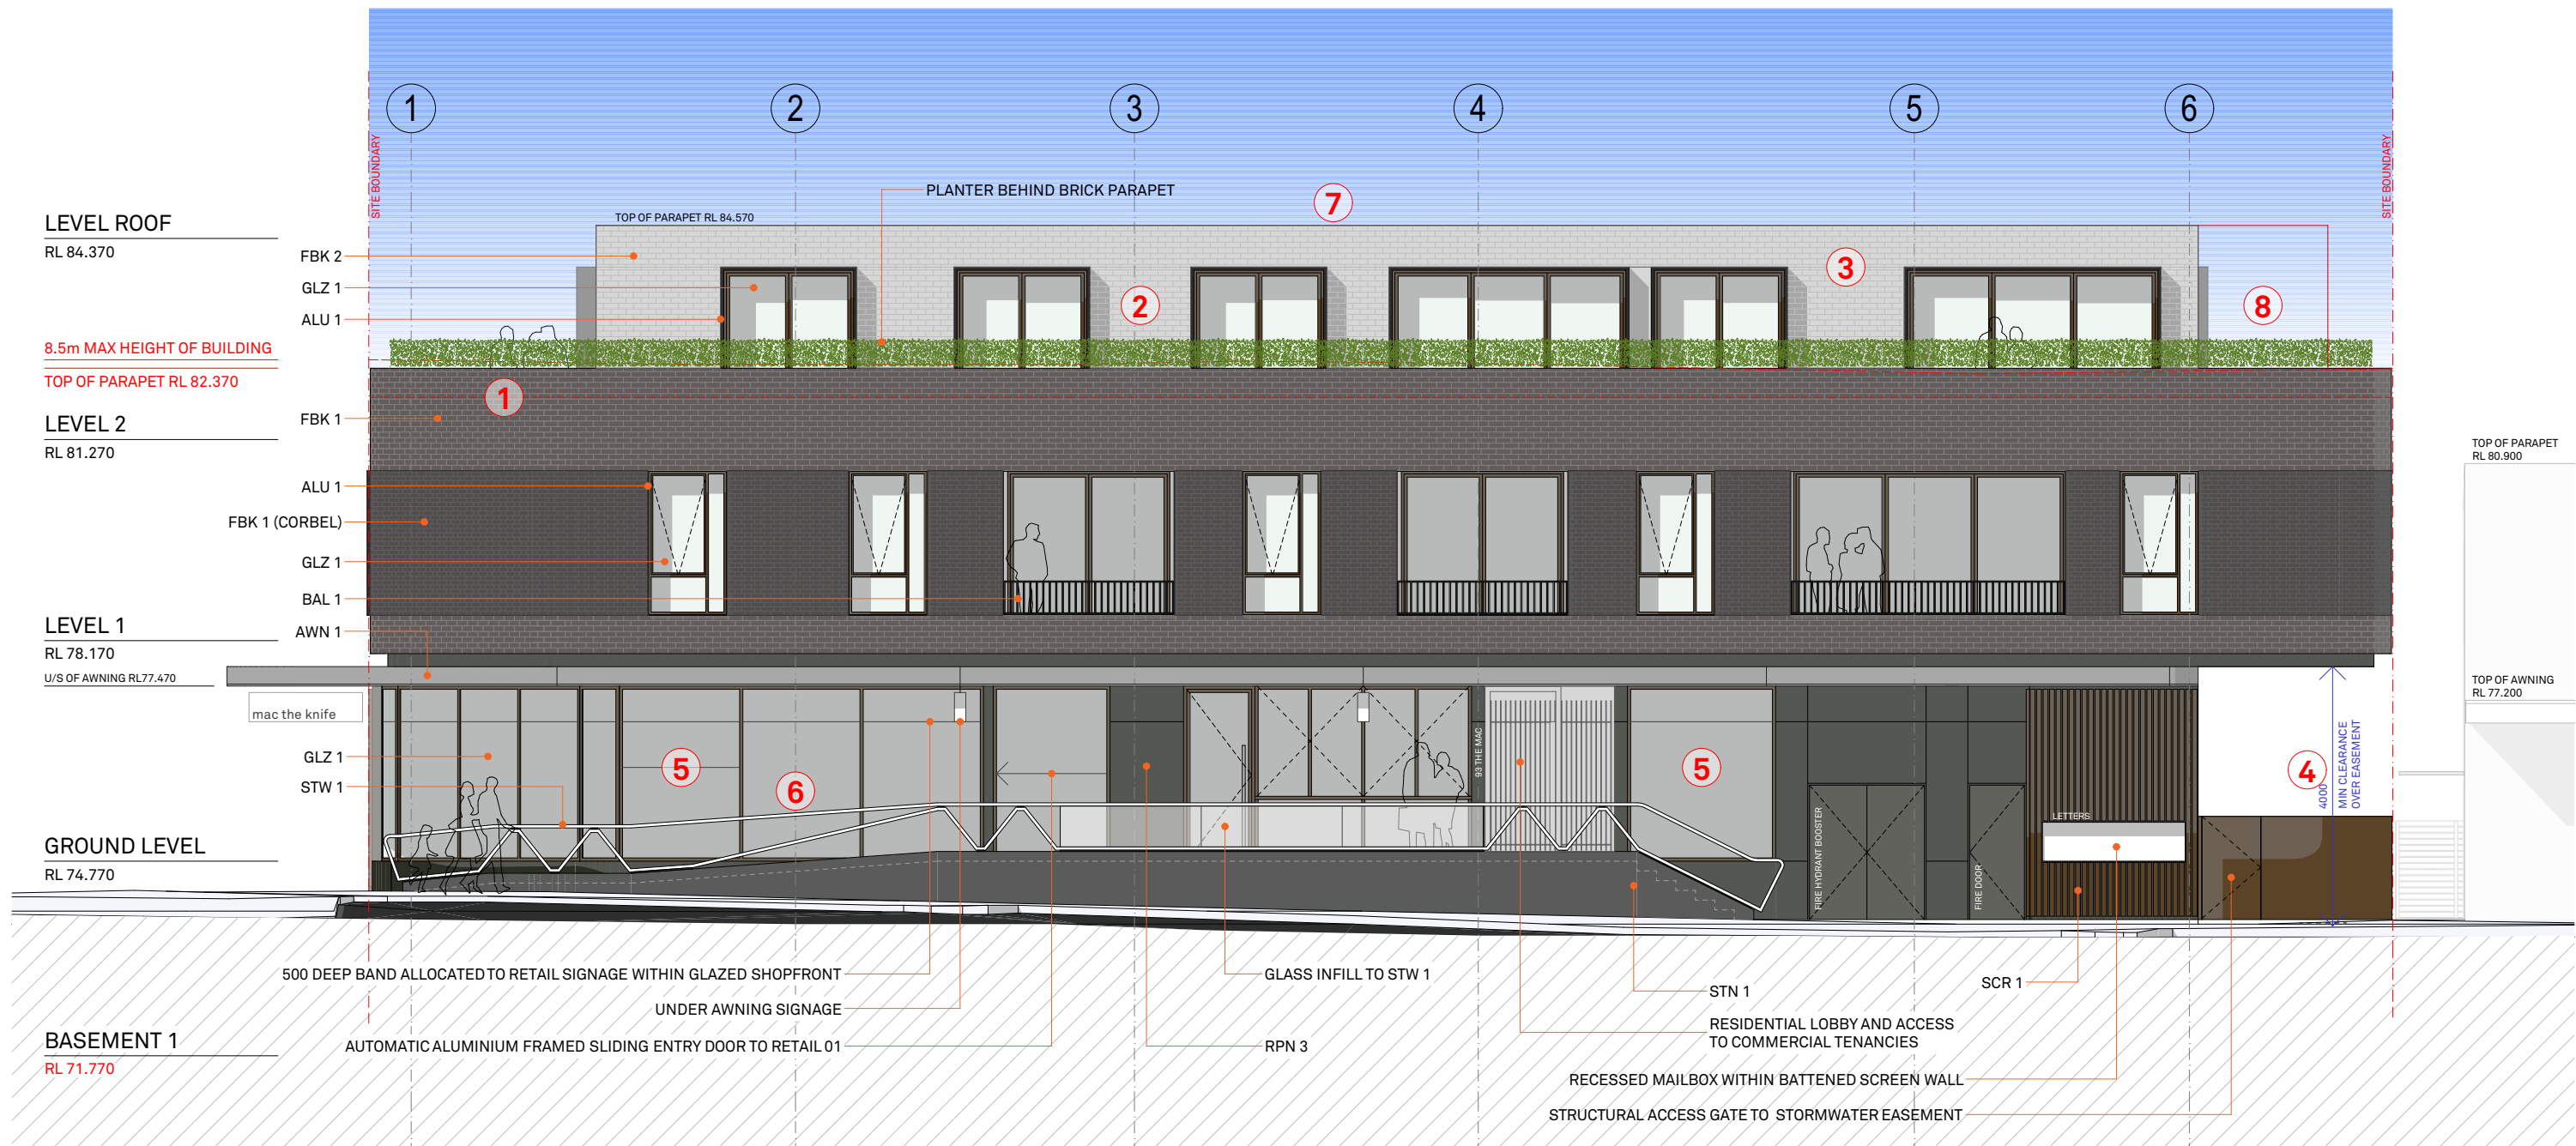 1
2
3
4
5
6
SITE BOUNDARY
SITE BOUNDARY
PLANTER BEHIND BRICK PARAPET
7
TOP OF PARAPET RL 84.570
LEVEL ROOF
RL 84.370
FBK 2
GLZ 1
ALU 1
3
2
8
8.5m MAX HEIGHT OF BUILDING
TOP OF PARAPET RL 82.370
1
LEVEL 2
RL 81.270
FBK 1
TOP OF PARAPET
RL 80.900
ALU 1
FBK 1 (CORBEL)
GLZ 1
BAL 1
LEVEL 1
RL 78.170
AWN 1
U/S OF AWNING RL77.470
TOP OF AWNING
RL 77.200
mac the knife
93 THE MAC
GLZ 1
STW 1
5
6
5
4
4000
MIN CLEARANCE
OVER EASEMENT
LETTERS
FIRE HYDRANT BOOSTER
FIRE DOOR
GROUND LEVEL
RL 74.770
500 DEEP BAND ALLOCATED TO RETAIL SIGNAGE WITHIN GLAZED SHOPFRONT
GLASS INFILL TO STW 1
STN 1
SCR 1
UNDER AWNING SIGNAGE
RESIDENTIAL LOBBY AND ACCESS
TO COMMERCIAL TENANCIES
BASEMENT 1
RL 71.770
AUTOMATIC ALUMINIUM FRAMED SLIDING ENTRY DOOR TO RETAIL 01
RPN 3
RECESSED MAILBOX WITHIN BATTENED SCREEN WALL
STRUCTURAL ACCESS GATE TO STORMWATER EASEMENT